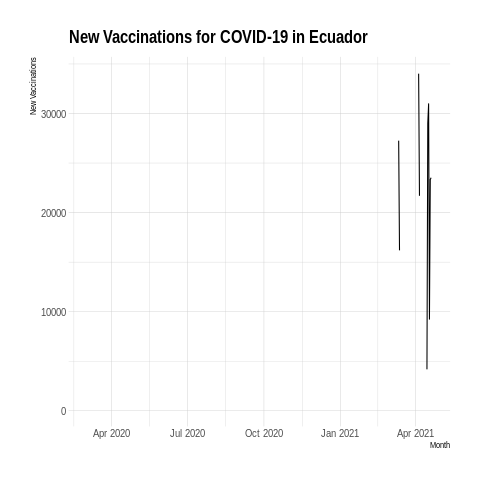 New Vaccinations for COVID-19 in Ecuador
New Vaccinations
30000
20000
10000
0
Apr 2020 Jul 2020 Oct 2020 Jan 2021 Apr 2021
Month